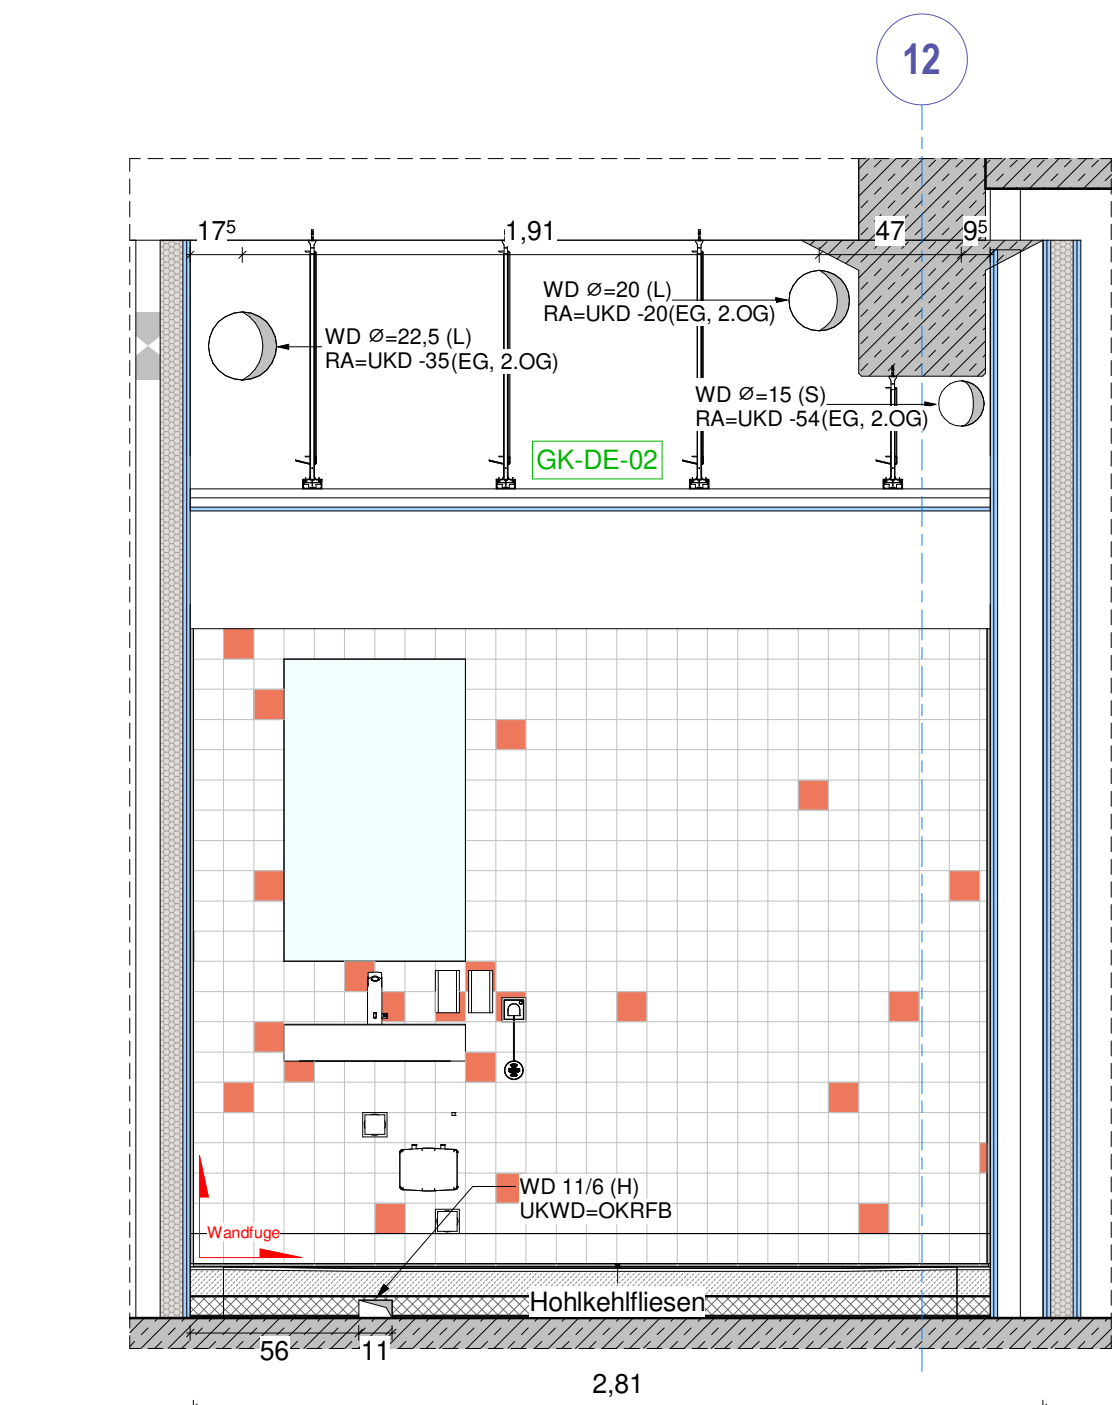 12
17⁵
1,91
47
9⁵
WD Ø=20 (L)
RA=UKD -20(EG, 2.OG)
WD Ø=22,5 (L)
RA=UKD -35(EG, 2.OG)
WD Ø=15 (S)
RA=UKD -54(EG, 2.OG)
GK-DE-02
WD 11/6 (H)
UKWD=OKRFB
Wandfuge
Hohlkehlfliesen
56
11
2,81